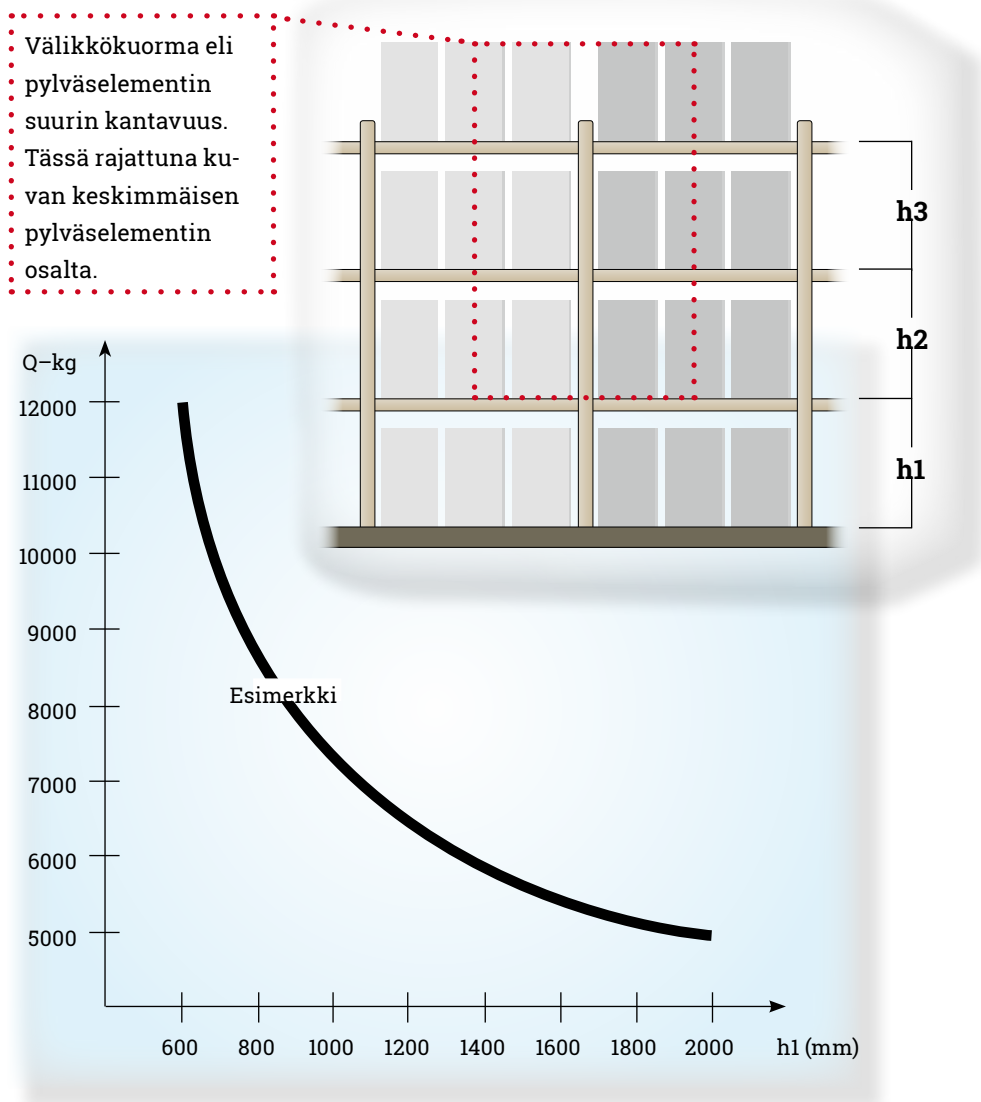 Välikkökuorma eli
pylväselementin
suurin kantavuus.
Tässä rajattuna ku-
van keskimmäisen
pylväselementin
osalta.
h3
h2
h1
Q–kg
12000
11000
10000
9000
8000
7000
6000
5000
Esimerkki
600 800 1000 1200 1400 1600 1800 2000 h1 (mm)